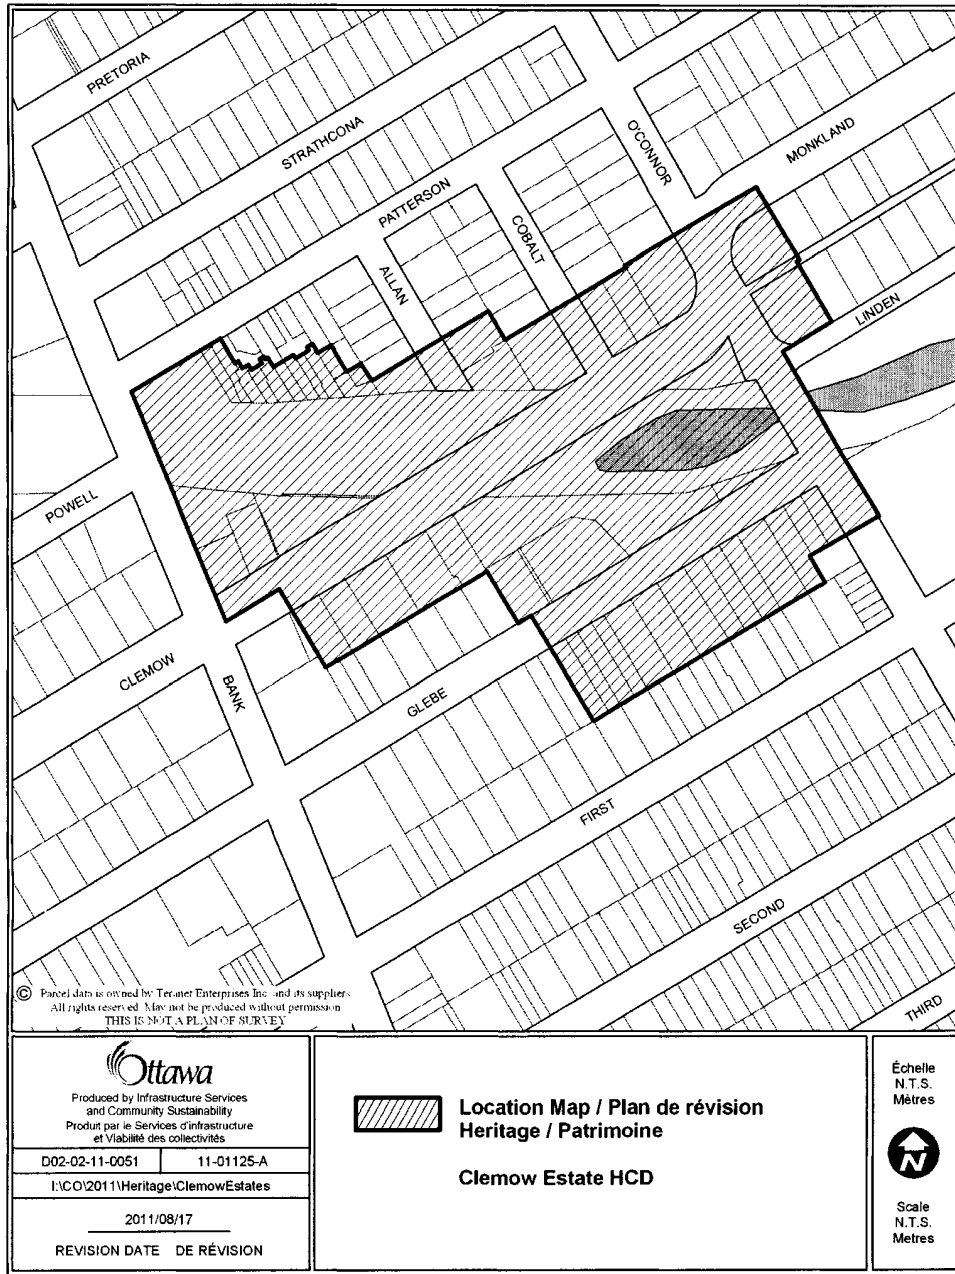 PRETORIA
STRATHCONA
PATTERSON
O'CONNOR
MONKLAND
ALLAN
COBALT
LINDEN
POWELL
CLEMOW
BANK
GLEBE
FIRST
SECOND
THIRD
© Parcel data is owned by Teranet Enterprises Inc. and its suppliers
All rights reserved. May not be produced without permission
THIS IS NOT A PLAN OF SURVEY
Ottawa
Produced by Infrastructure Services
and Community Sustainability
Produit par le Services d'infrastructure
et Viabilité des collectivités
D02-02-11-0051 11-01125-A
I:\CO\2011\Heritage\ClemowEstates
2011/08/17
REVISION DATE DE RÉVISION
Location Map / Plan de révision
Heritage / Patrimoine
Clemow Estate HCD
Échelle
N.T.S.
Mètres
N
Scale
N.T.S.
Metres